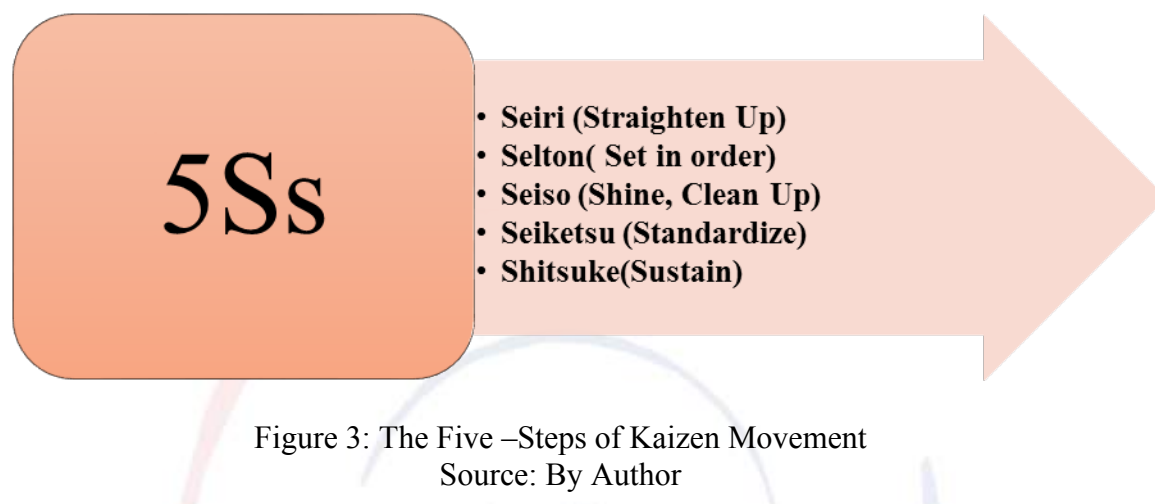 5Ss
• Seiri (Straighten Up)
• Selton( Set in order)
• Seiso (Shine, Clean Up)
• Seiketsu (Standardize)
• Shitsuke(Sustain)
Figure 3: The Five –Steps of Kaizen Movement
Source: By Author